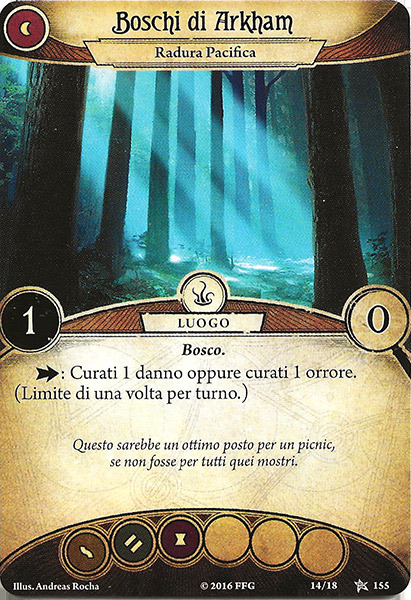 Boschi di Arkham
Radura Pacifica
1
LUOGO
0
Bosco.
: Curati 1 danno oppure curati 1 orrore.
(Limite di una volta per turno.)
Questo sarebbe un ottimo posto per un picnic,
se non fosse per tutti quei mostri.
Illus. Andreas Rocha
© 2016 FFG
14/18
155